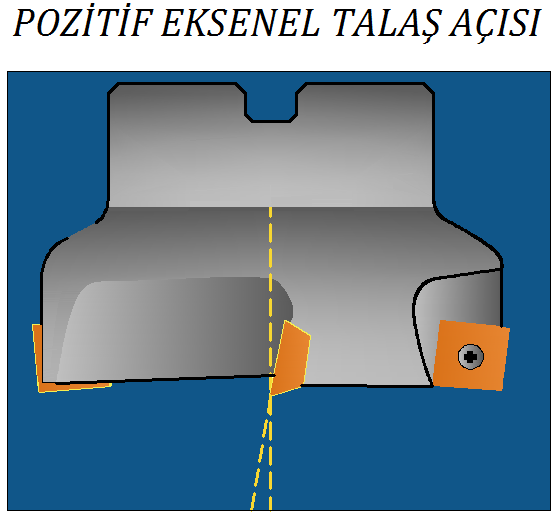 POZİTİF EKSENEL TALAŞ AÇISI